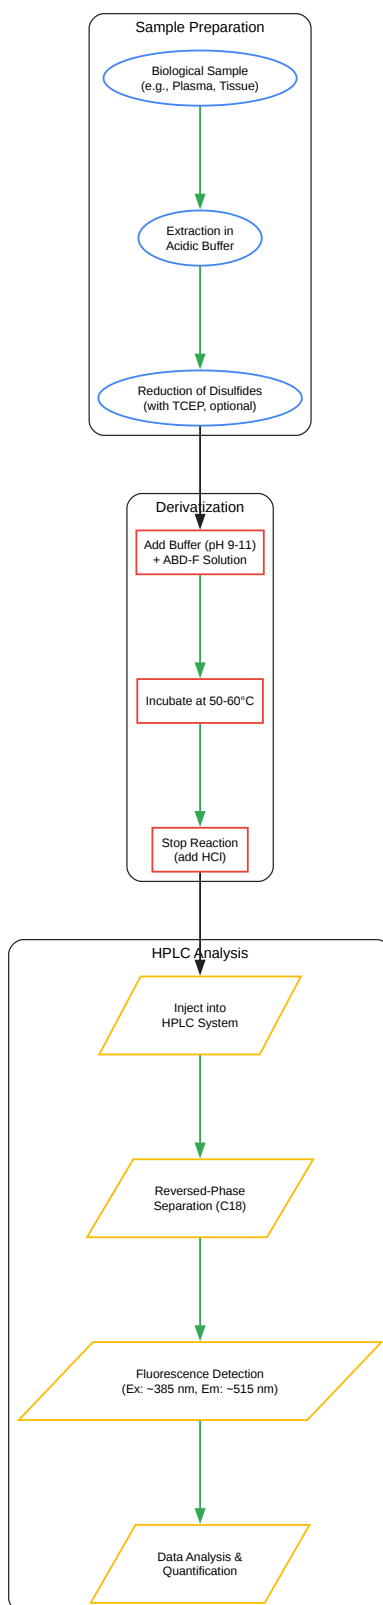 Sample Preparation
Biological Sample
(e.g., Plasma, Tissue)
Extraction in
Acidic Buffer
Reduction of Disulfides
(with TCEP, optional)
Derivatization
Add Buffer (pH 9-11)
+ ABD-F Solution
Incubate at 50-60°C
Stop Reaction
(add HCl)
HPLC Analysis
Inject into
HPLC System
Reversed-Phase
Separation (C18)
Fluorescence Detection
(Ex: ~385 nm, Em: ~515 nm)
Data Analysis &
Quantification